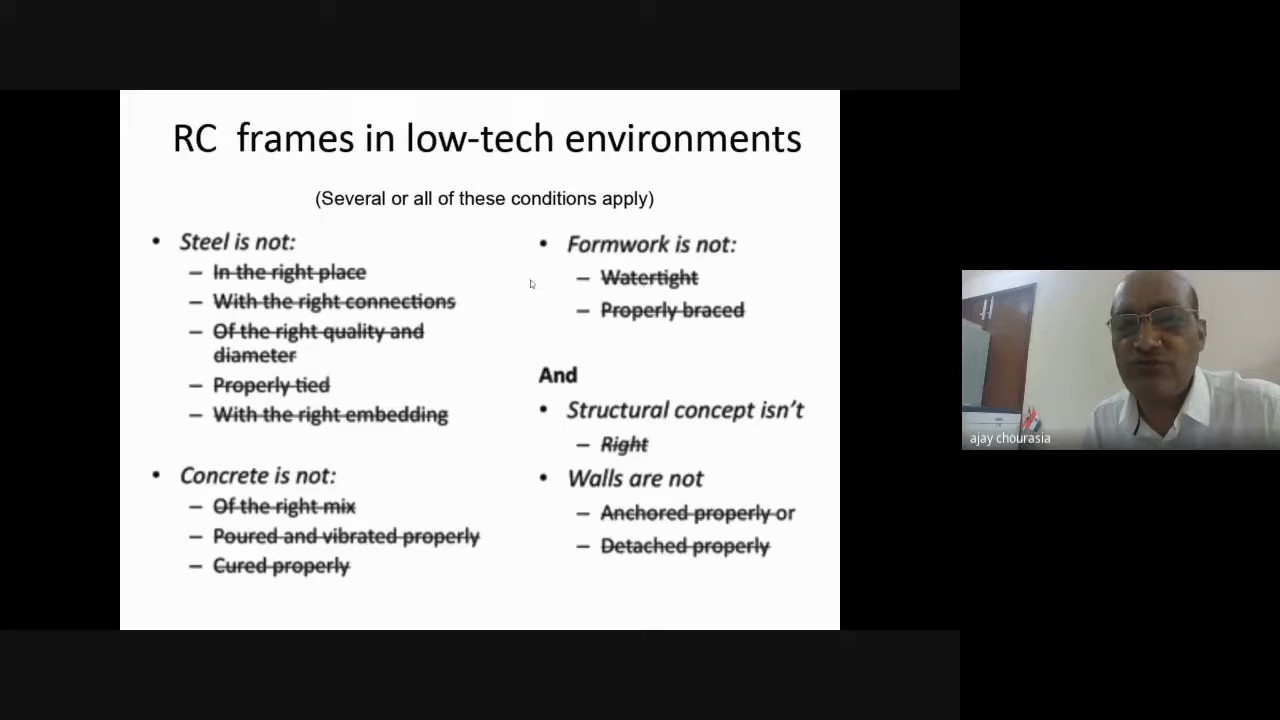 RC frames in low-tech environments
(Several or all of these conditions apply)
• Steel is not:
– In the right place
– With the right connections
– Of the right quality and
diameter
– Properly tied
– With the right embedding
• Concrete is not:
– Of the right mix
– Poured and vibrated properly
– Cured properly
• Formwork is not:
– Watertight
– Properly braced
And
• Structural concept isn’t
– Right
• Walls are not
– Anchored properly or
– Detached properly
ajay chourasia